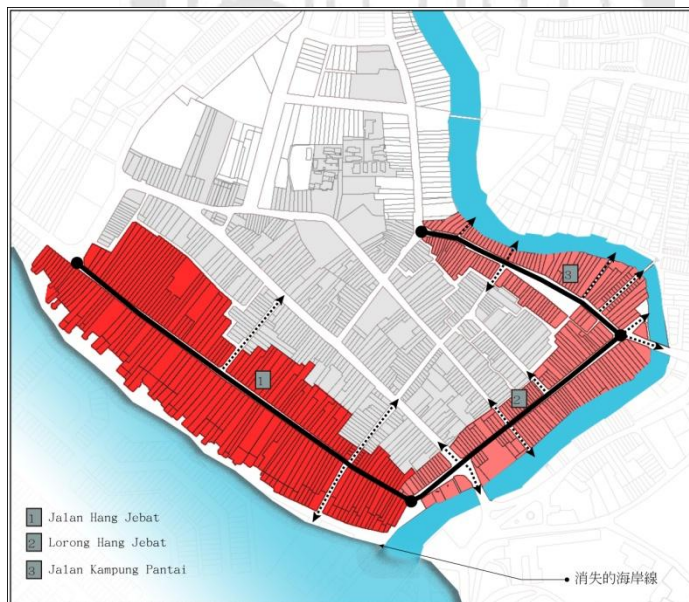 3
2
1
1 Jalan Hang Jebat
2 Lorong Hang Jebat
3 Jalan Kampung Pantai
消失的海岸線